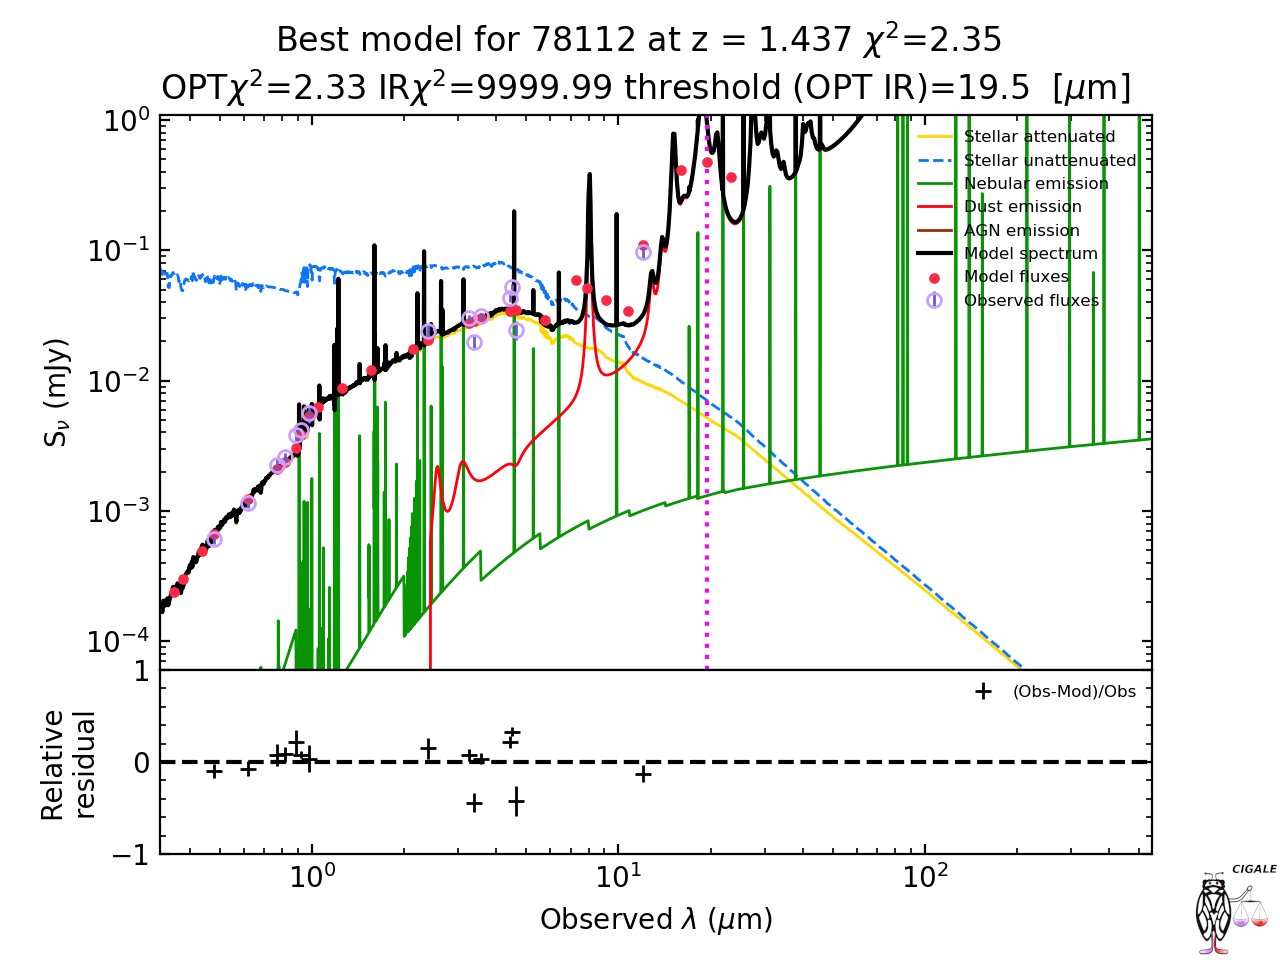 Best model for 78112 at z = 1.437 χ²=2.35
OPTχ²=2.33 IRχ²=9999.99 threshold (OPT IR)=19.5  [μm]
10⁰
10⁻¹
10⁻²
10⁻³
10⁻⁴
S_ν (mJy)
Stellar attenuated
Stellar unattenuated
Nebular emission
Dust emission
AGN emission
Model spectrum
Model fluxes
Observed fluxes
1
0
−1
Relative
residual
(Obs-Mod)/Obs
10⁰
10¹
10²
Observed λ (μm)
CIGALE